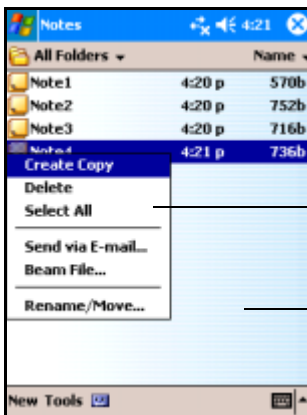 Notes 4:21
All Folders Name
Note1 4:20 p 570b
Note2 4:20 p 752b
Note3 4:20 p 716b
Note4 4:21 p 736b
Create Copy
Delete
Select All
Send via E-mail...
Beam File...
Rename/Move...
New Tools